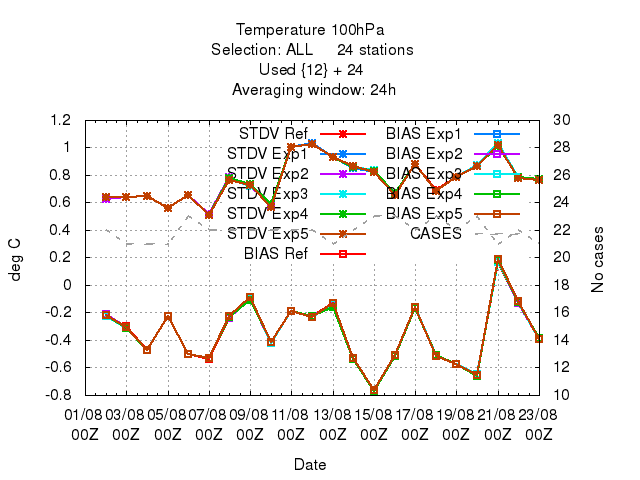 Temperature 100hPa
Selection: ALL 24 stations
Used {12} + 24
Averaging window: 24h
1.2
1
0.8
0.6
0.4
0.2
0
-0.2
-0.4
-0.6
-0.8
deg C
30
28
26
24
22
20
18
16
14
12
10
No cases
STDV Ref
STDV Exp1
STDV Exp2
STDV Exp3
STDV Exp4
STDV Exp5
BIAS Ref
BIAS Exp1
BIAS Exp2
BIAS Exp3
BIAS Exp4
BIAS Exp5
CASES
01/08 03/08 05/08 07/08 09/08 11/08 13/08 15/08 17/08 19/08 21/08 23/08
00Z 00Z 00Z 00Z 00Z 00Z 00Z 00Z 00Z 00Z 00Z 00Z
Date